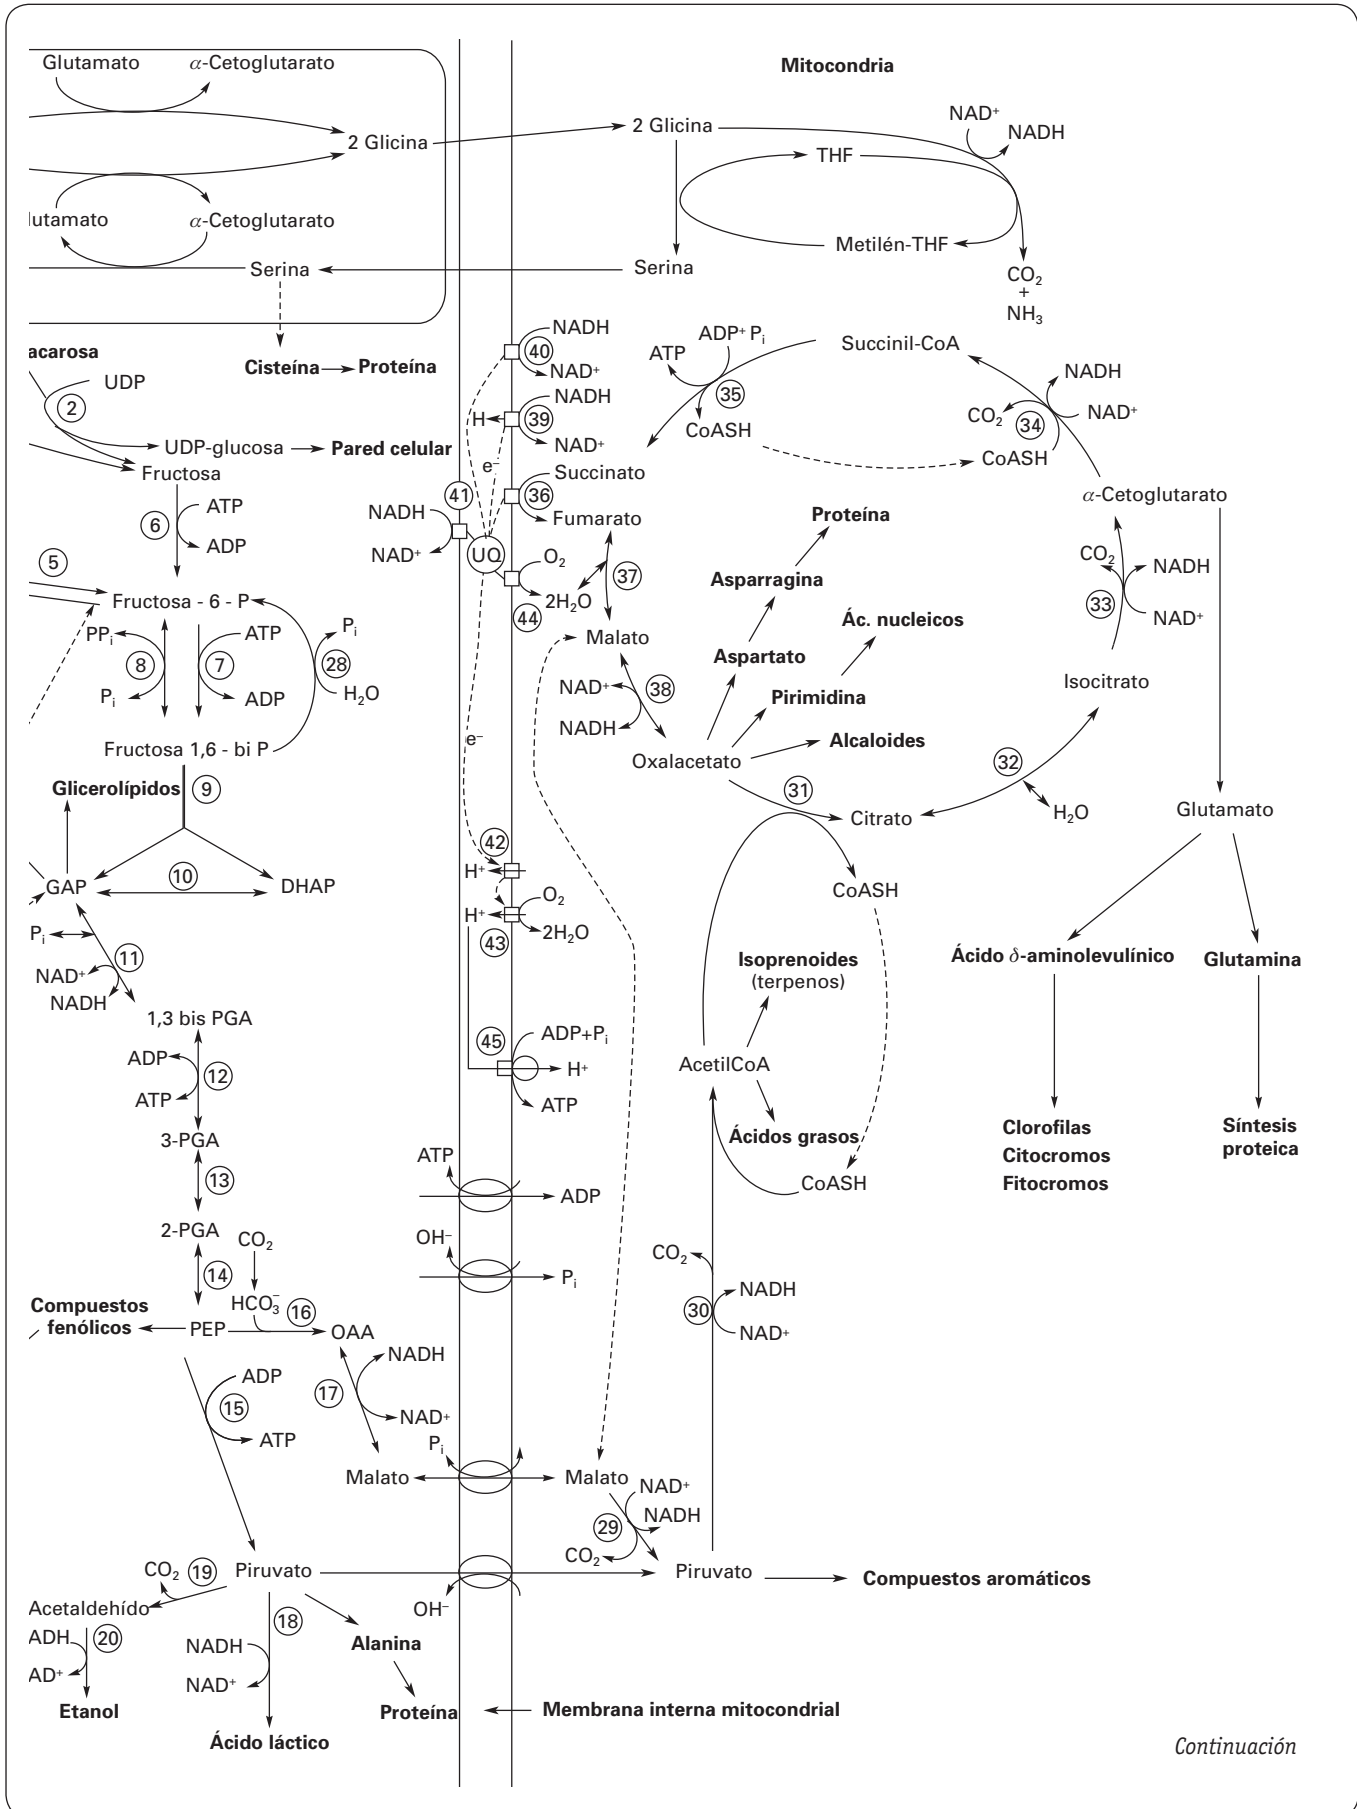 Mitocondria
Glutamato
α-Cetoglutarato
2 Glicina
2 Glicina
NAD+
NADH
THF
lutamato
α-Cetoglutarato
Metilén-THF
Serina
Serina
CO2
+
NH3
acarosa
Cisteína
Proteína
UDP
2
UDP-glucosa
Pared celular
Fructosa
40
NADH
NAD+
H
39
NADH
NAD+
e–
Succinato
36
Fumarato
41
NADH
NAD+
UQ
O2
2H2O
44
37
Malato
ATP
ADP+ Pi
35
CoASH
Succinil-CoA
NADH
CO2
34
NAD+
CoASH
α-Cetoglutarato
CO2
NADH
33
NAD+
Isocitrato
6
ATP
ADP
5
Fructosa - 6 - P
PPi
8
Pi
7
ATP
ADP
Pi
28
H2O
Fructosa 1,6 - bi P
Proteína
Asparragina
Ác. nucleicos
Aspartato
Pirimidina
Alcaloides
NAD+
38
NADH
Oxalacetato
e–
31
Citrato
32
H2O
Glutamato
Glicerolípidos
9
GAP
10
DHAP
42
H+
H+
O2
2H2O
43
CoASH
Pi
11
NAD+
NADH
1,3 bis PGA
Isoprenoides
(terpenos)
Ácido δ-aminolevulínico
Glutamina
ADP
12
ATP
45
ADP+Pi
H+
ATP
AcetilCoA
Ácidos grasos
CoASH
Clorofilas
Citocromos
Fitocromos
Síntesis
proteica
3-PGA
13
2-PGA
ATP
ADP
OH–
Pi
14
CO2
HCO3–
16
Compuestos
fenólicos
PEP
OAA
CO2
NADH
30
NAD+
NADH
17
NAD+
ADP
15
ATP
Pi
Malato
Malato
NAD+
NADH
29
CO2
CO2
19
Piruvato
Piruvato
Compuestos aromáticos
OH–
Acetaldehído
ADH
20
AD+
Etanol
18
NADH
NAD+
Ácido láctico
Alanina
Proteína
Membrana interna mitocondrial
Continuación